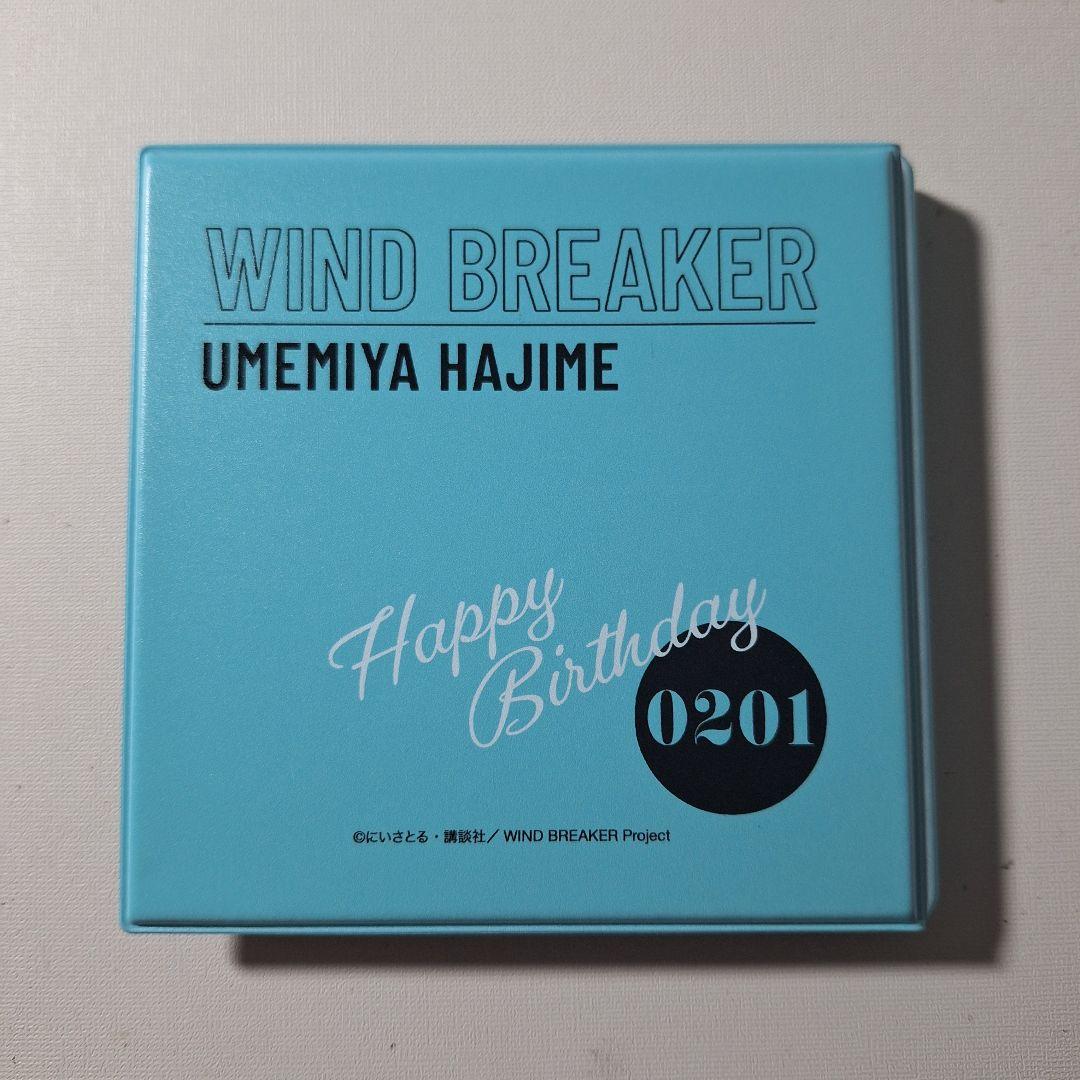 WIND BREAKER
UMEMIYA HAJIME
Happy
Birthday
0201
©にいさとる・講談社／WIND BREAKER Project